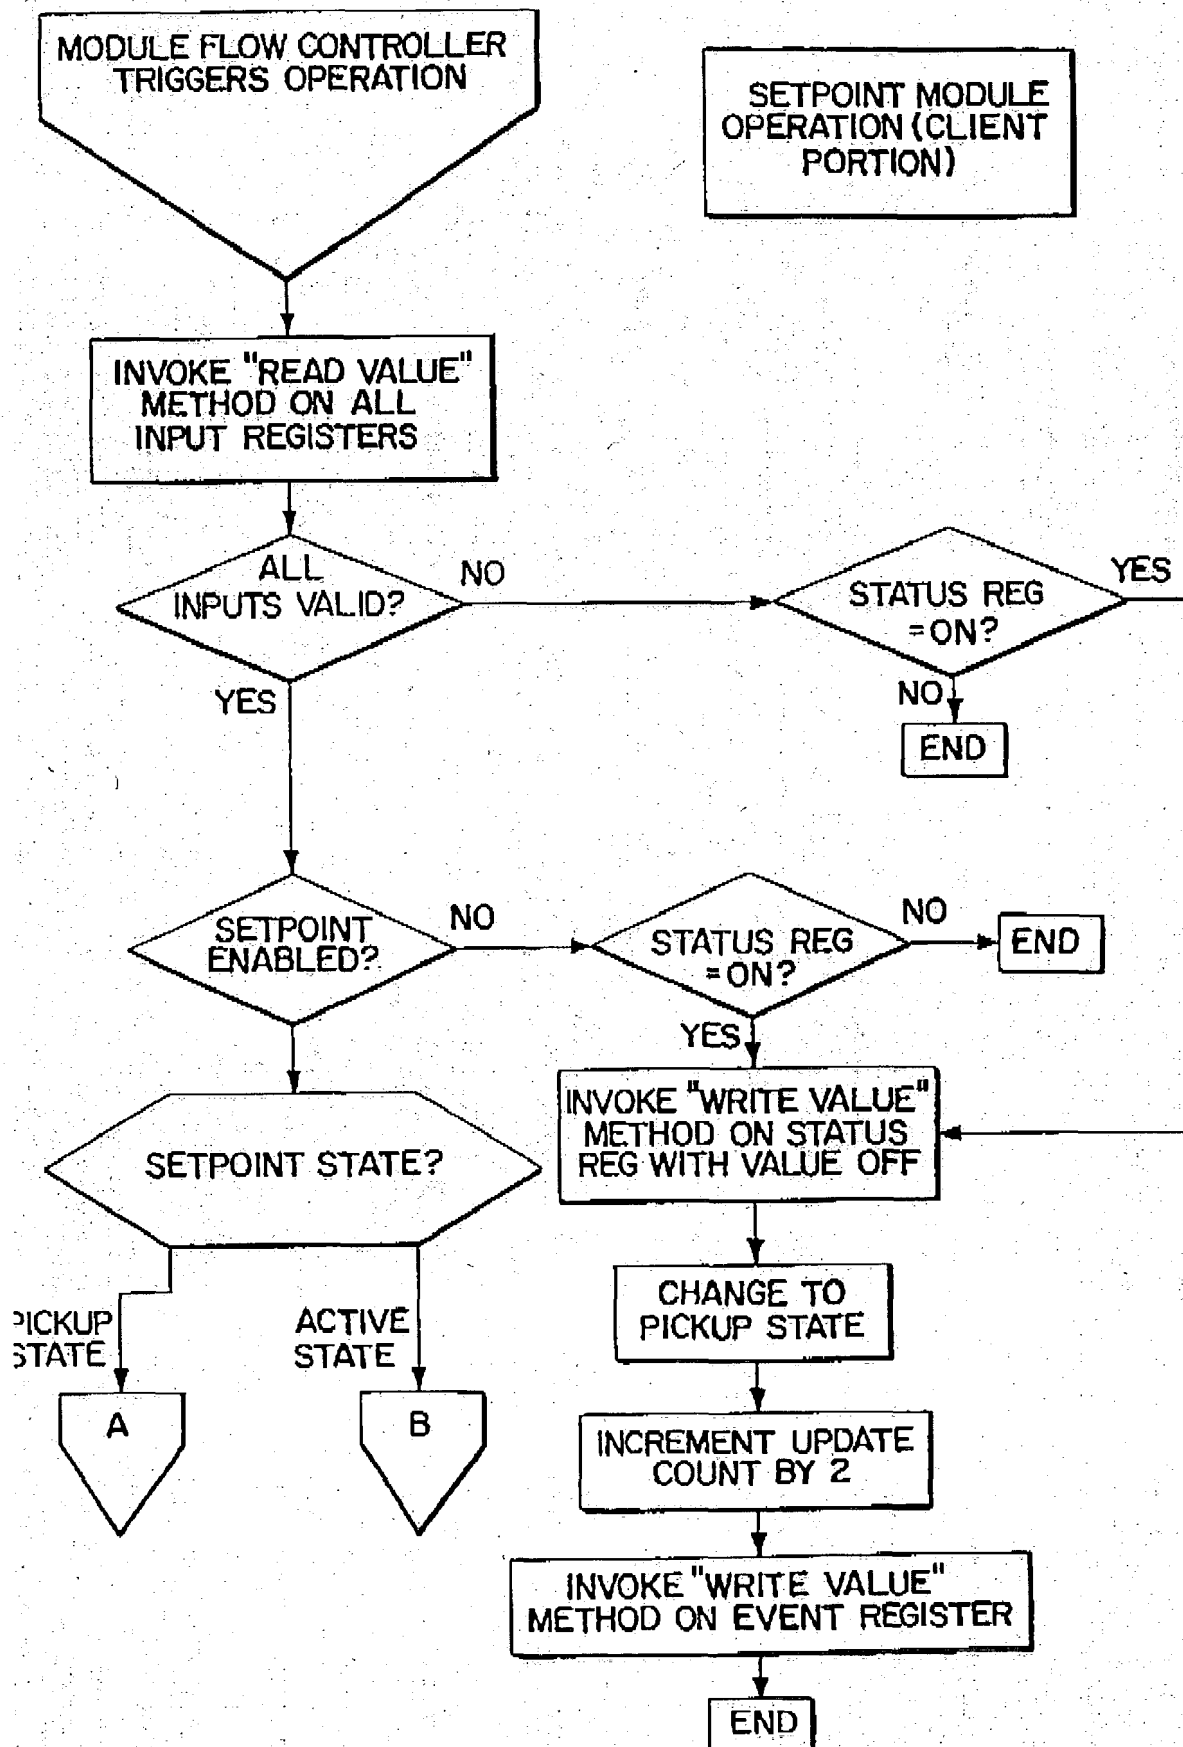 MODULE FLOW CONTROLLER
TRIGGERS OPERATION
SETPOINT MODULE
OPERATION (CLIENT
PORTION)
INVOKE "READ VALUE"
METHOD ON ALL
INPUT REGISTERS
ALL
INPUTS VALID?
NO
STATUS REG
=ON?
YES
YES
NO
END
SETPOINT
ENABLED?
NO
STATUS REG
=ON?
NO
END
YES
INVOKE "WRITE VALUE"
METHOD ON STATUS
REG WITH VALUE OFF
SETPOINT STATE?
CHANGE TO
PICKUP STATE
PICKUP
STATE
ACTIVE
STATE
A
B
INCREMENT UPDATE
COUNT BY 2
INVOKE "WRITE VALUE"
METHOD ON EVENT REGISTER
END